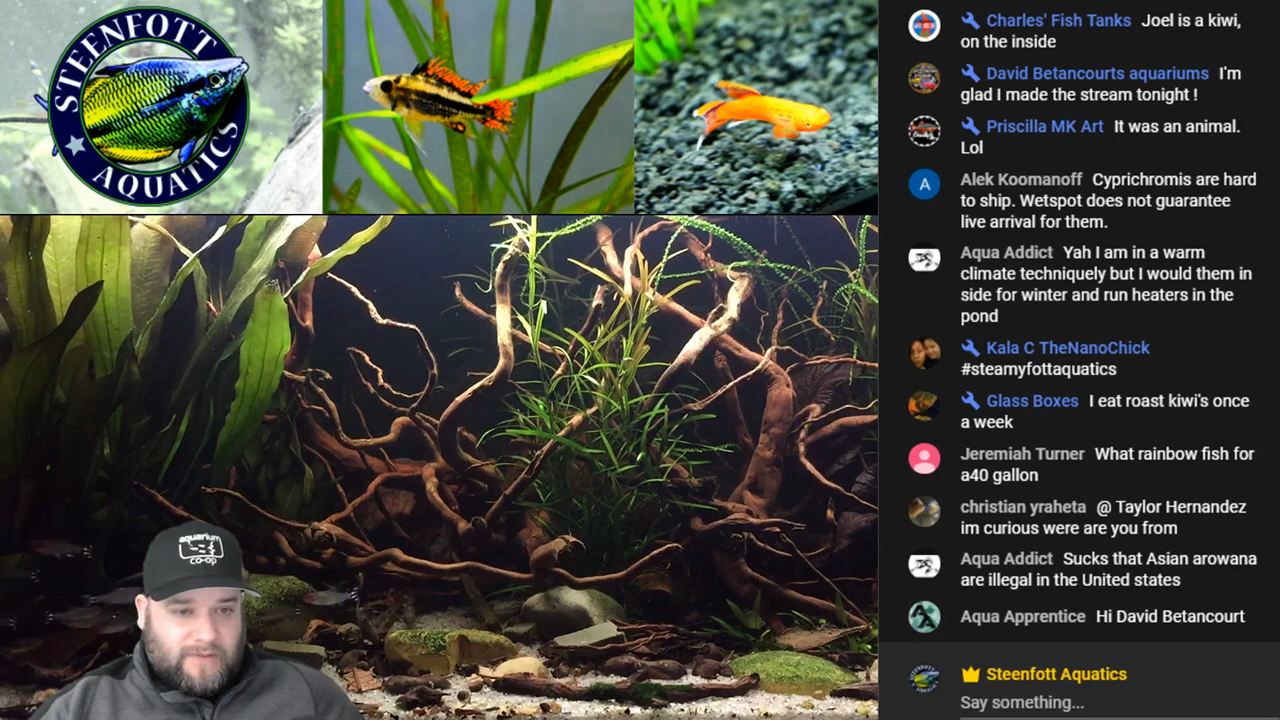 STEENFOTT
AQUATICS
aquarium
co-op
Charles' Fish Tanks Joel is a kiwi,
on the inside
David Betancourts aquariums I'm
glad I made the stream tonight !
Priscilla MK Art It was an animal.
Lol
A
Alek Koomanoff Cyprichromis are hard
to ship. Wetspot does not guarantee
live arrival for them.
Aqua Addict Yah I am in a warm
climate techniquely but I would them in
side for winter and run heaters in the
pond
Kala C TheNanoChick
#steamyfottaquatics
Glass Boxes I eat roast kiwi's once
a week
Jeremiah Turner What rainbow fish for
a40 gallon
christian yraheta @ Taylor Hernandez
im curious were are you from
Aqua Addict Sucks that Asian arowana
are illegal in the United states
Aqua Apprentice Hi David Betancourt
Steenfott Aquatics
Say something...